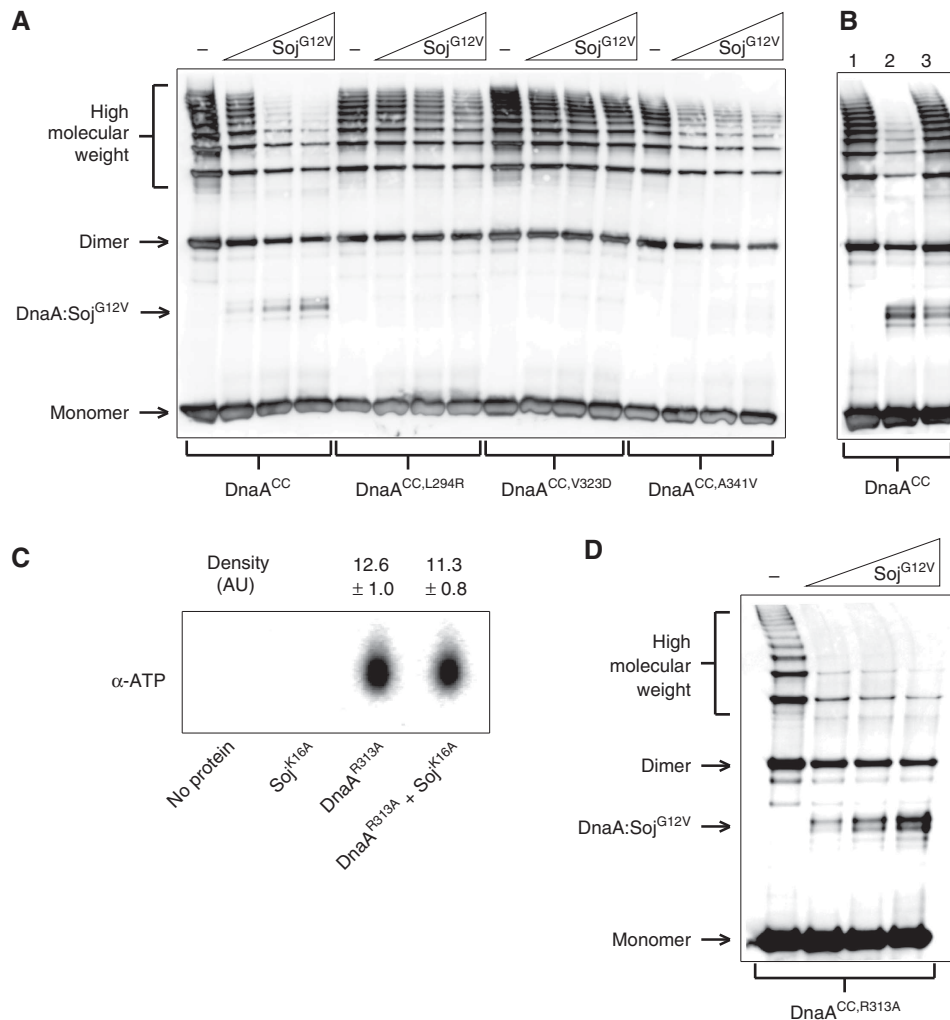 A
B
– Soj^G12V – Soj^G12V – Soj^G12V – Soj^G12V
1 2 3
High
molecular
weight
Dimer
DnaA:Soj^G12V
Monomer
DnaA^CC DnaA^CC,L294R DnaA^CC,V323D DnaA^CC,A341V
DnaA^CC
C
Density
(AU)
12.6
± 1.0
11.3
± 0.8
α-ATP
No protein
Soj^K16A
DnaA^R313A
DnaA^R313A + Soj^K16A
D
– Soj^G12V
High
molecular
weight
Dimer
DnaA:Soj^G12V
Monomer
DnaA^CC,R313A